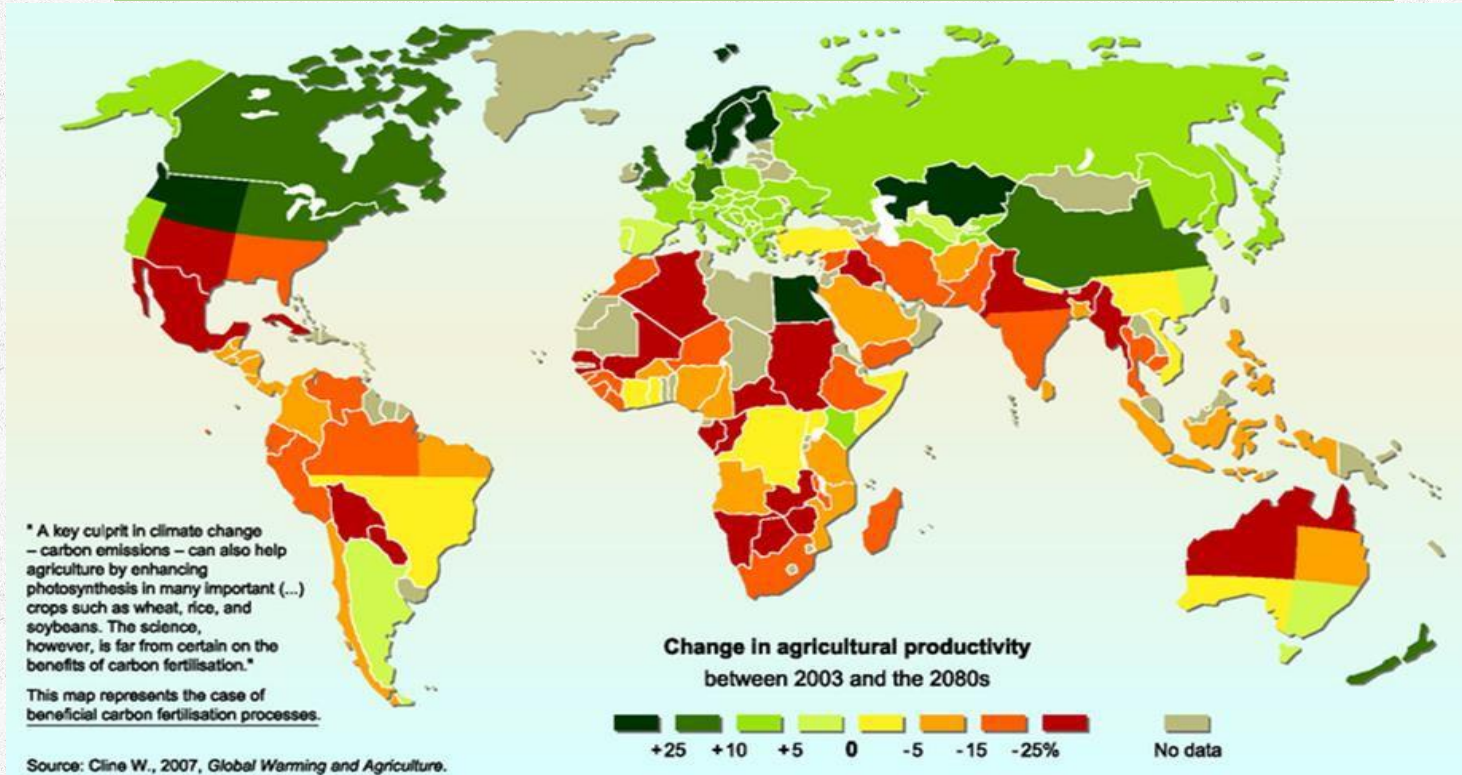 " A key culprit in climate change
– carbon emissions – can also help
agriculture by enhancing
photosynthesis in many important (...)
crops such as wheat, rice, and
soybeans. The science,
however, is far from certain on the
benefits of carbon fertilisation."
This map represents the case of
beneficial carbon fertilisation processes.
Source: Cline W., 2007, Global Warming and Agriculture.
Change in agricultural productivity
between 2003 and the 2080s
+25 +10 +5 0 -5 -15 -25% No data